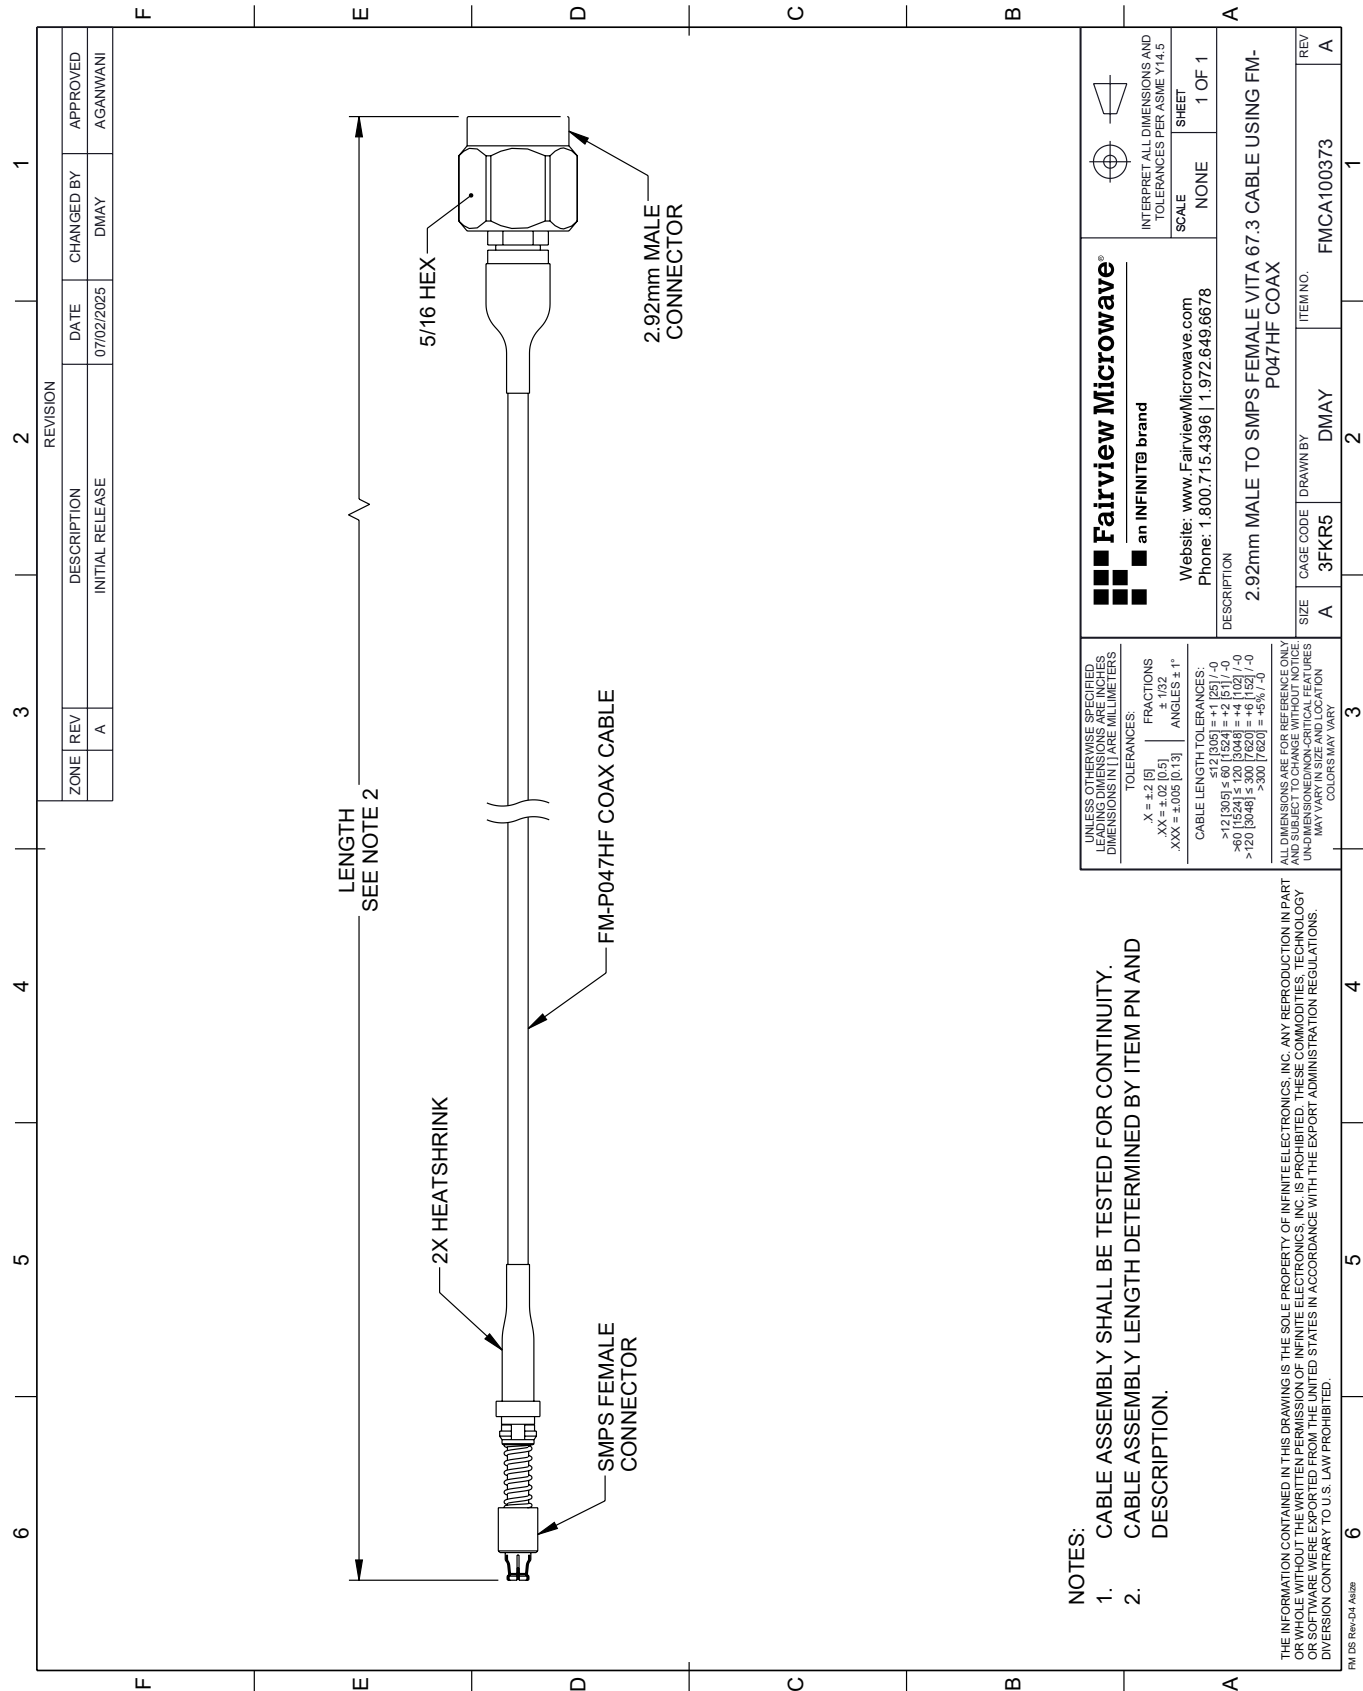 6
5
4
3
2
1
REVISION
ZONE REV DESCRIPTION DATE CHANGED BY APPROVED
A INITIAL RELEASE 07/02/2025 DMAY AGANWANI
F
F
E
E
D
D
C
C
B
B
A
A
LENGTH
SEE NOTE 2
2X HEATSHRINK
5/16 HEX
SMPS FEMALE
CONNECTOR
FM-P047HF COAX CABLE
2.92mm MALE
CONNECTOR
NOTES:
1. CABLE ASSEMBLY SHALL BE TESTED FOR CONTINUITY.
2. CABLE ASSEMBLY LENGTH DETERMINED BY ITEM PN AND
DESCRIPTION.
THE INFORMATION CONTAINED IN THIS DRAWING IS THE SOLE PROPERTY OF INFINITE ELECTRONICS, INC. ANY REPRODUCTION IN PART
OR WHOLE WITHOUT THE WRITTEN PERMISSION OF INFINITE ELECTRONICS, INC. IS PROHIBITED. THESE COMMODITIES, TECHNOLOGY
OR SOFTWARE WERE EXPORTED FROM THE UNITED STATES IN ACCORDANCE WITH THE EXPORT ADMINISTRATION REGULATIONS.
DIVERSION CONTRARY TO U.S. LAW PROHIBITED.
UNLESS OTHERWISE SPECIFIED
LEADING DIMENSIONS ARE INCHES
DIMENSIONS IN [ ] ARE MILLIMETERS
TOLERANCES:
.X = ±.2 [5]
.XX = ±.02 [0.5]
.XXX = ±.005 [0.13]
FRACTIONS
± 1/32
ANGLES ± 1°
CABLE LENGTH TOLERANCES:
≤12 [305] = +1 [25] / -0
>12 [305] ≤ 60 [1524] = +2 [51] / -0
>60 [1524] ≤ 120 [3048] = +4 [102] / -0
>120 [3048] ≤ 300 [7620] = +6 [152] / -0
>300 [7620] = +5% / -0
ALL DIMENSIONS ARE FOR REFERENCE ONLY
AND SUBJECT TO CHANGE WITHOUT NOTICE.
UN-DIMENSIONED/NON-CRITICAL FEATURES
MAY VARY IN SIZE AND LOCATION
COLORS MAY VARY
Fairview Microwave®
an INFINITE brand
Website: www.FairviewMicrowave.com
Phone: 1.800.715.4396 | 1.972.649.6678
INTERPRET ALL DIMENSIONS AND
TOLERANCES PER ASME Y14.5
SCALE
NONE
SHEET
1 OF 1
DESCRIPTION
2.92mm MALE TO SMPS FEMALE VITA 67.3 CABLE USING FM-
P047HF COAX
SIZE
A
CAGE CODE
3FKR5
DRAWN BY
DMAY
ITEM NO.
FMCA100373
REV
A
6
5
4
3
2
1
FM DS Rev-D4 Asize